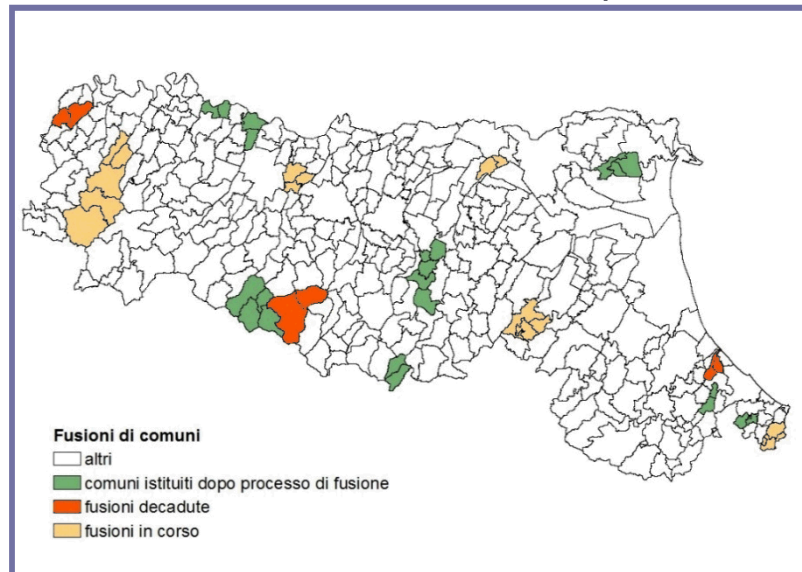 Fusioni di comuni
altri
comuni istituiti dopo processo di fusione
fusioni decadute
fusioni in corso